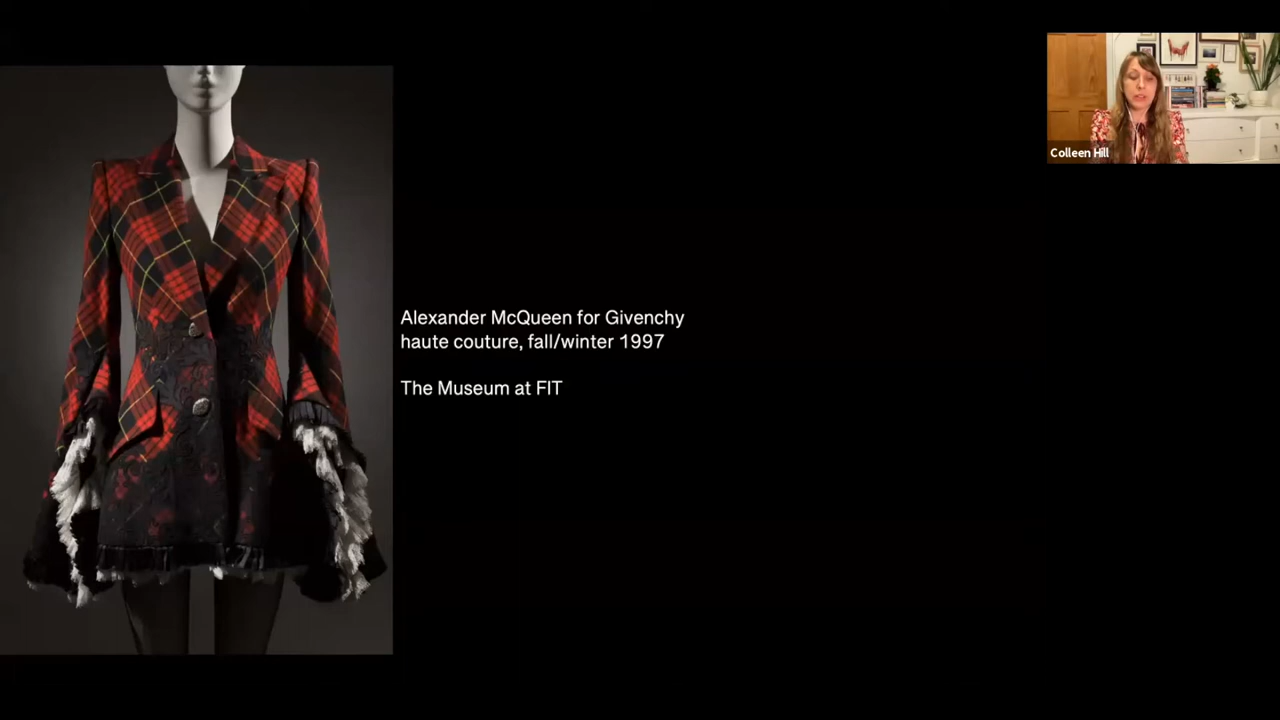 Alexander McQueen for Givenchy
haute couture, fall/winter 1997
The Museum at FIT
Colleen Hill